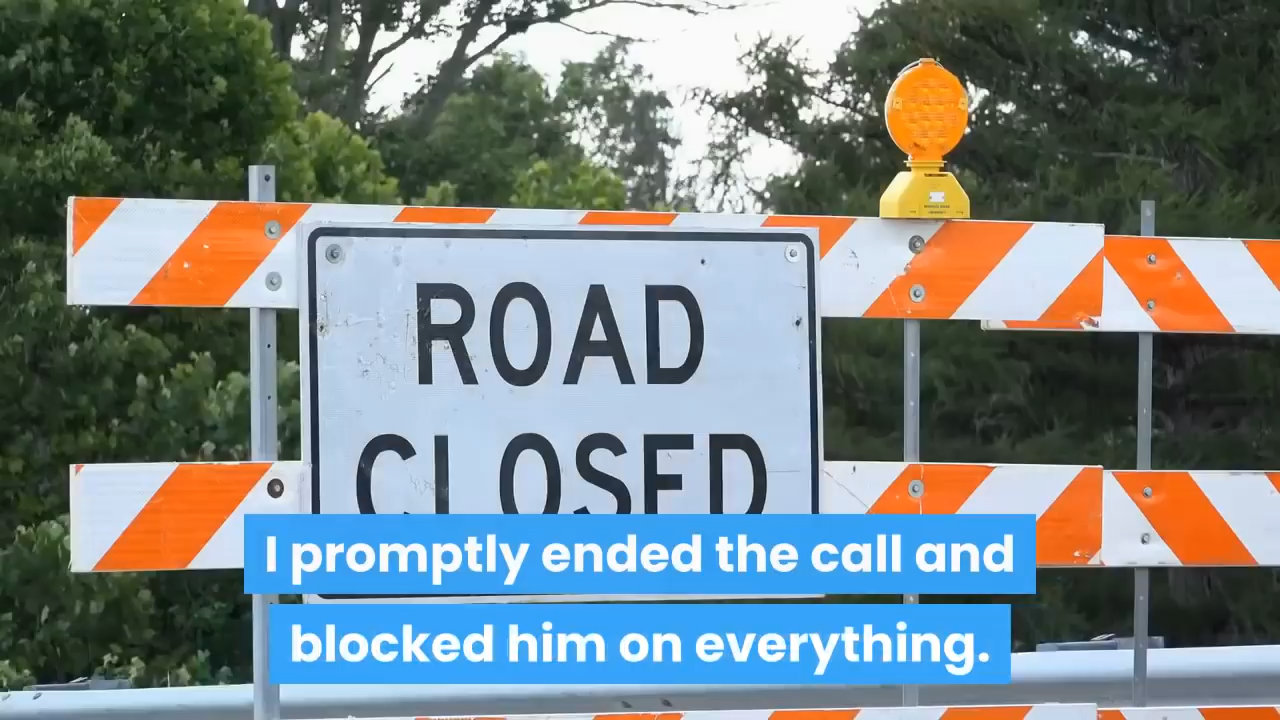 ROAD
CLOSED
I promptly ended the call and
blocked him on everything.